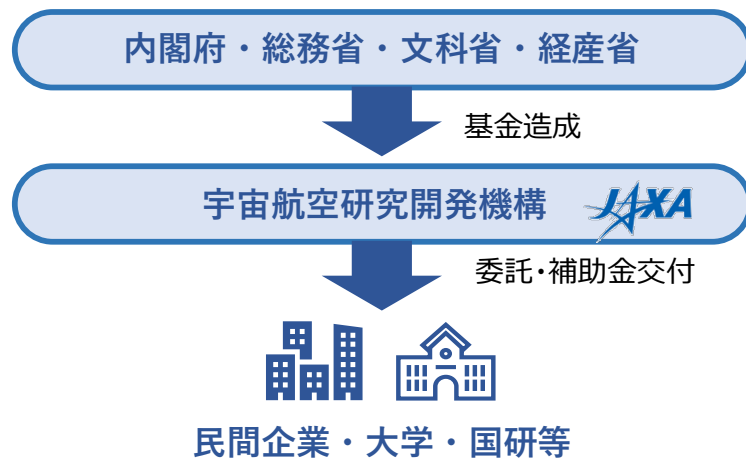 内閣府・総務省・文科省・経産省
基金造成
宇宙航空研究開発機構 JAXA
委託・補助金交付
民間企業・大学・国研等